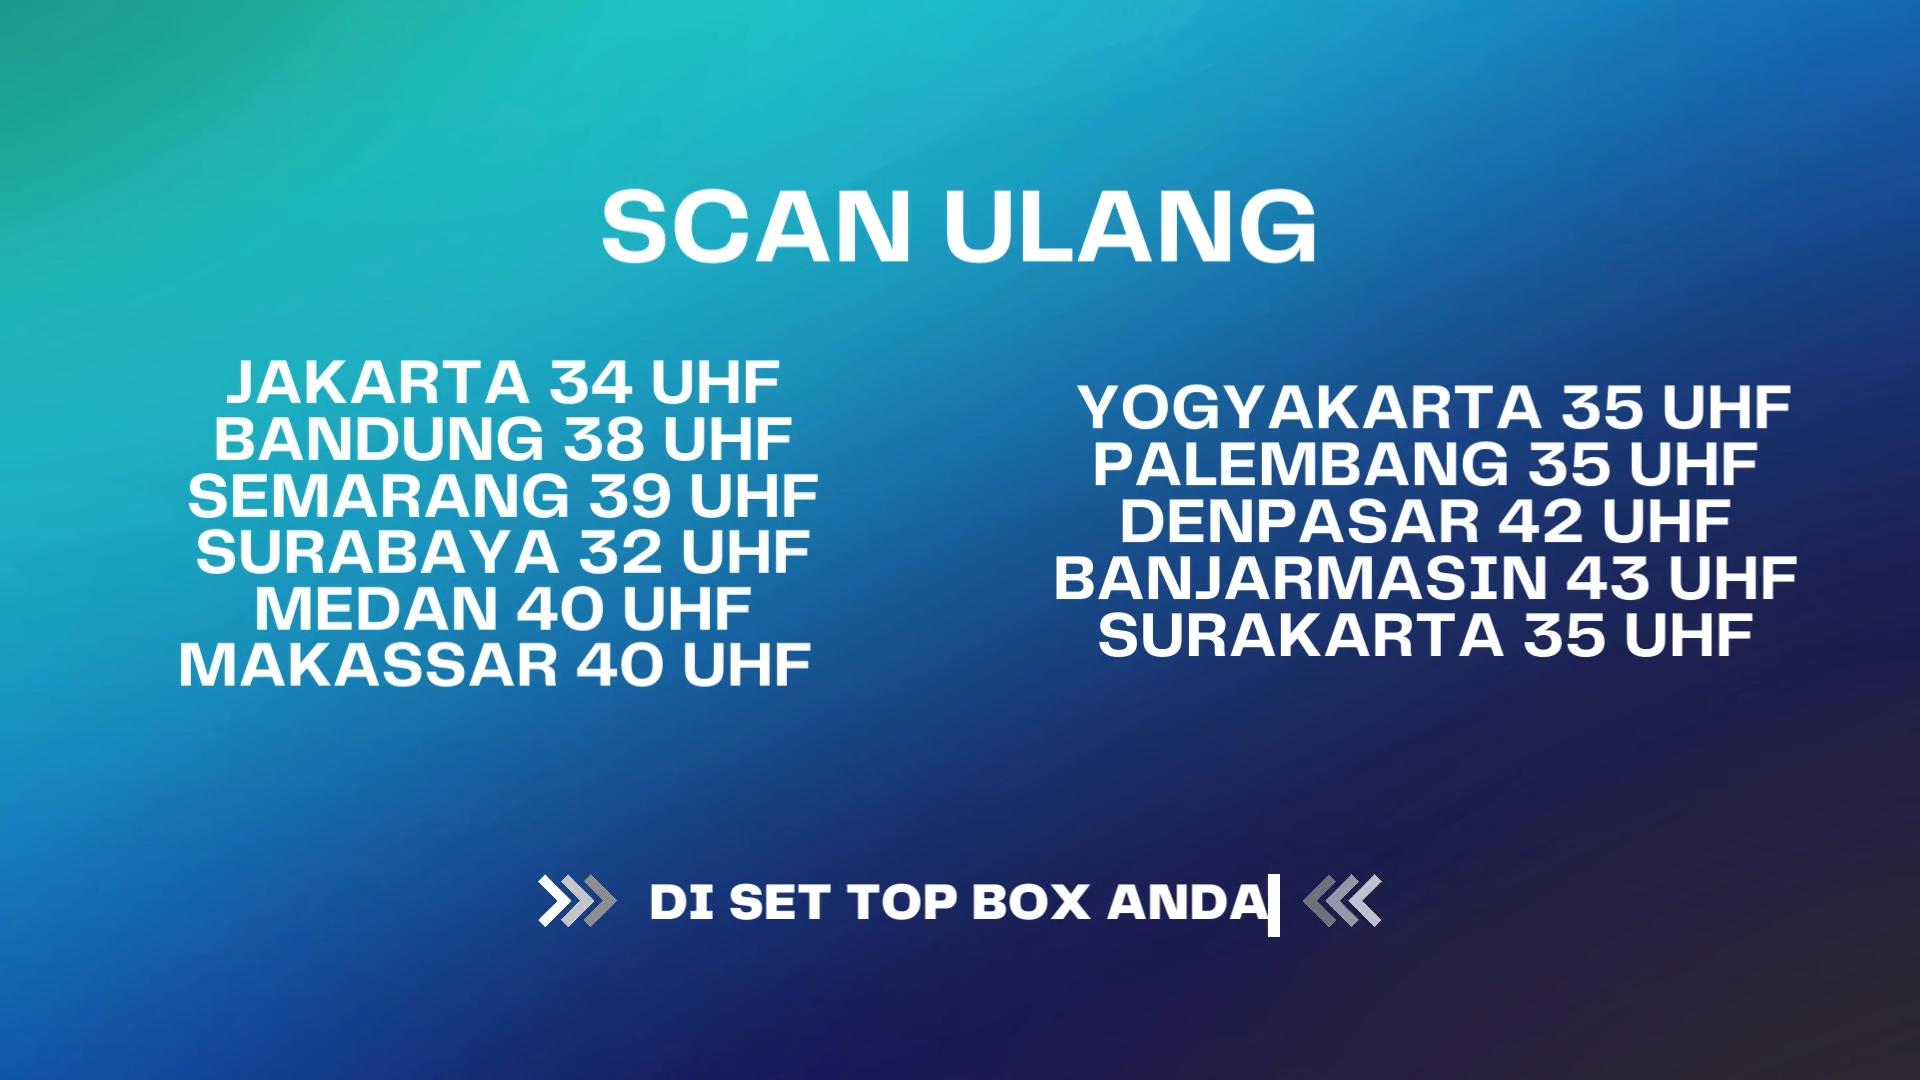 SCAN ULANG
JAKARTA 34 UHF
BANDUNG 38 UHF
SEMARANG 39 UHF
SURABAYA 32 UHF
MEDAN 40 UHF
MAKASSAR 40 UHF
YOGYAKARTA 35 UHF
PALEMBANG 35 UHF
DENPASAR 42 UHF
BANJARMASIN 43 UHF
SURAKARTA 35 UHF
DI SET TOP BOX ANDA